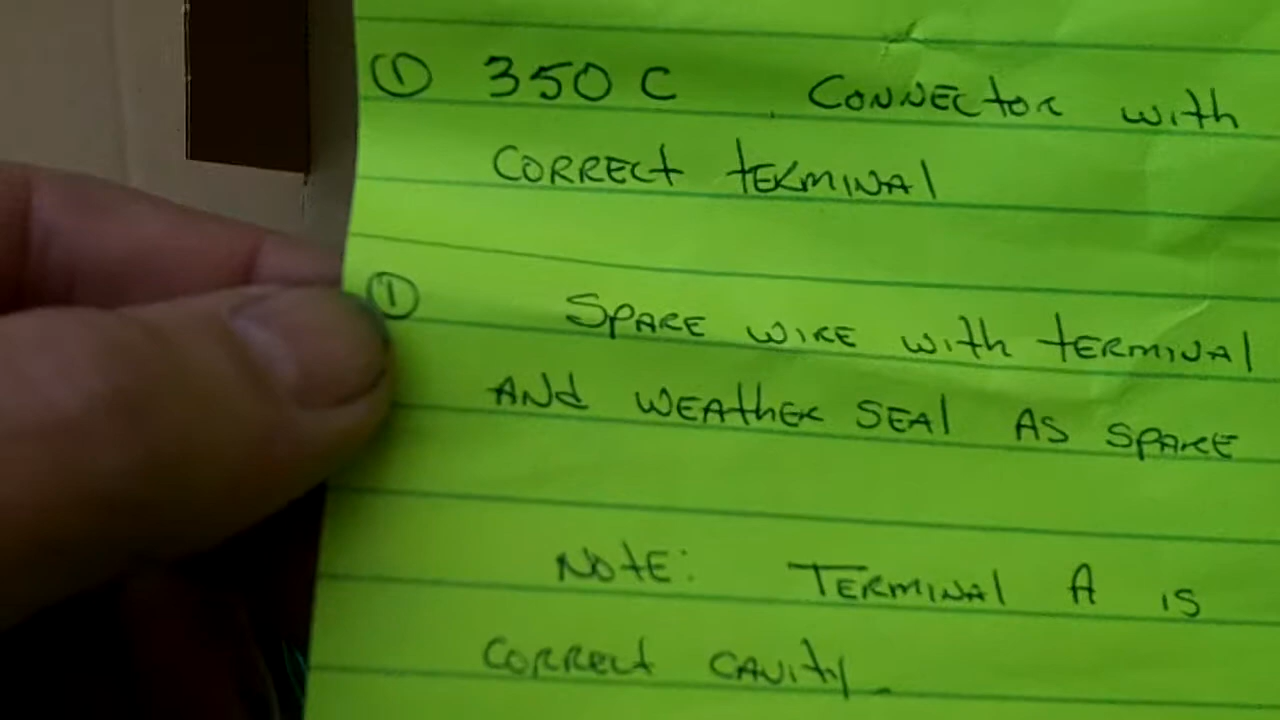 ① 350 C CONNECtOR with
CORRECt tERMINAl
① SPARE WIRE with tERMINAl
ANd WEAthER SEAl AS SPARE
NotE: TERMINAl A is
CORRECt CAVity.